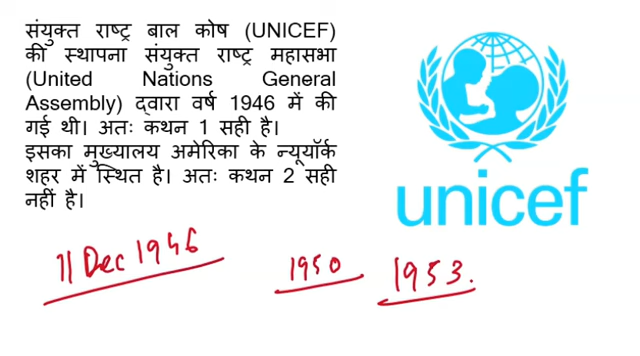 संयुक्त राष्ट्र बाल कोष (UNICEF)
की स्थापना संयुक्त राष्ट्र महासभा
(United Nations General
Assembly) द्वारा वर्ष 1946 में की
गई थी। अतः कथन 1 सही है।
इसका मुख्यालय अमेरिका के न्यूयॉर्क
शहर में स्थित है। अतः कथन 2 सही
नहीं है।
unicef
11 Dec 1946
1950
1953.